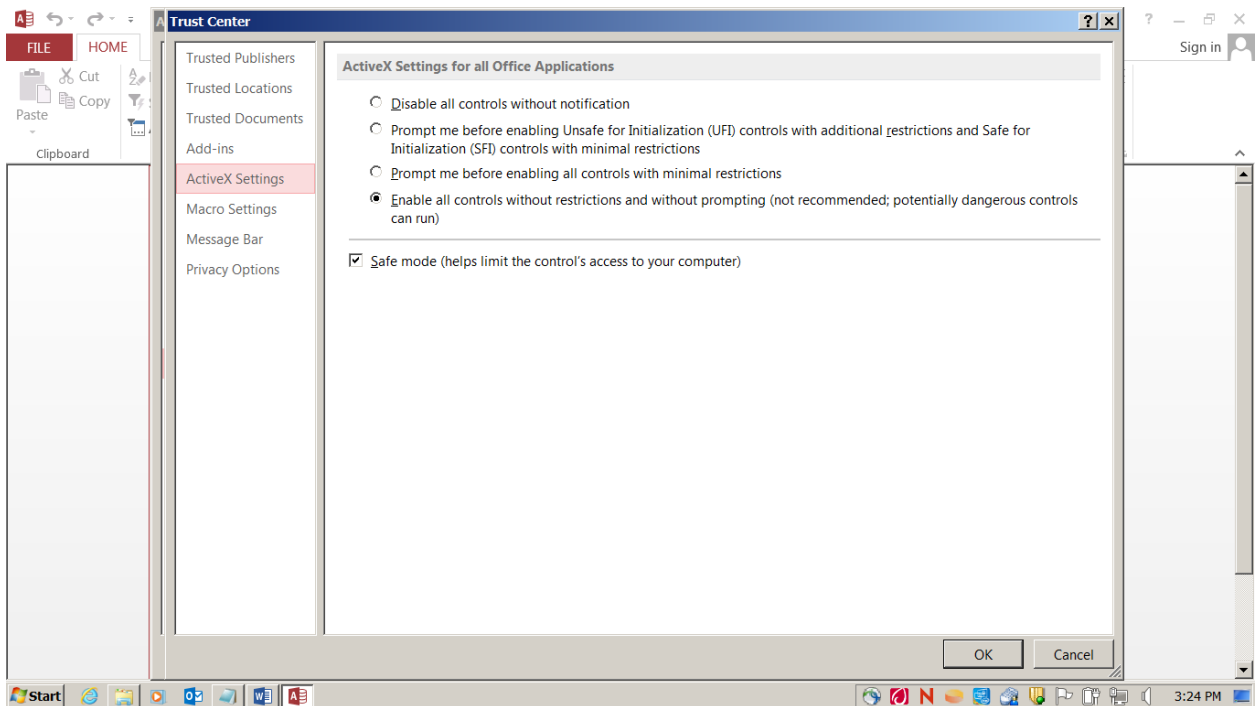 Trust Center
FILE
HOME
Sign in
Cut
Copy
Paste
Clipboard
Trusted Publishers
Trusted Locations
Trusted Documents
Add-ins
ActiveX Settings
Macro Settings
Message Bar
Privacy Options
ActiveX Settings for all Office Applications
Disable all controls without notification
Prompt me before enabling Unsafe for Initialization (UFI) controls with additional restrictions and Safe for
Initialization (SFI) controls with minimal restrictions
Prompt me before enabling all controls with minimal restrictions
Enable all controls without restrictions and without prompting (not recommended; potentially dangerous controls
can run)
Safe mode (helps limit the control's access to your computer)
OK
Cancel
Start
3:24 PM